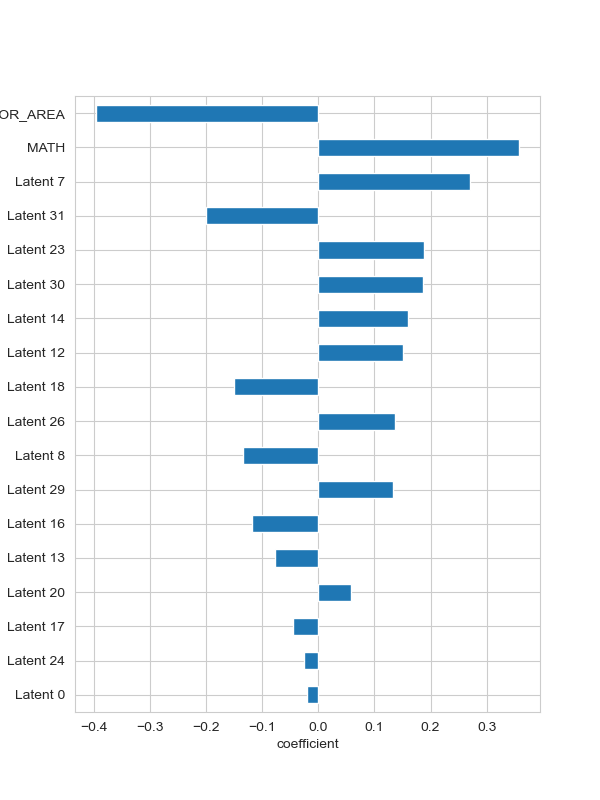 OR_AREA
MATH
Latent 7
Latent 31
Latent 23
Latent 30
Latent 14
Latent 12
Latent 18
Latent 26
Latent 8
Latent 29
Latent 16
Latent 13
Latent 20
Latent 17
Latent 24
Latent 0
−0.4 −0.3 −0.2 −0.1 0.0 0.1 0.2 0.3
coefficient